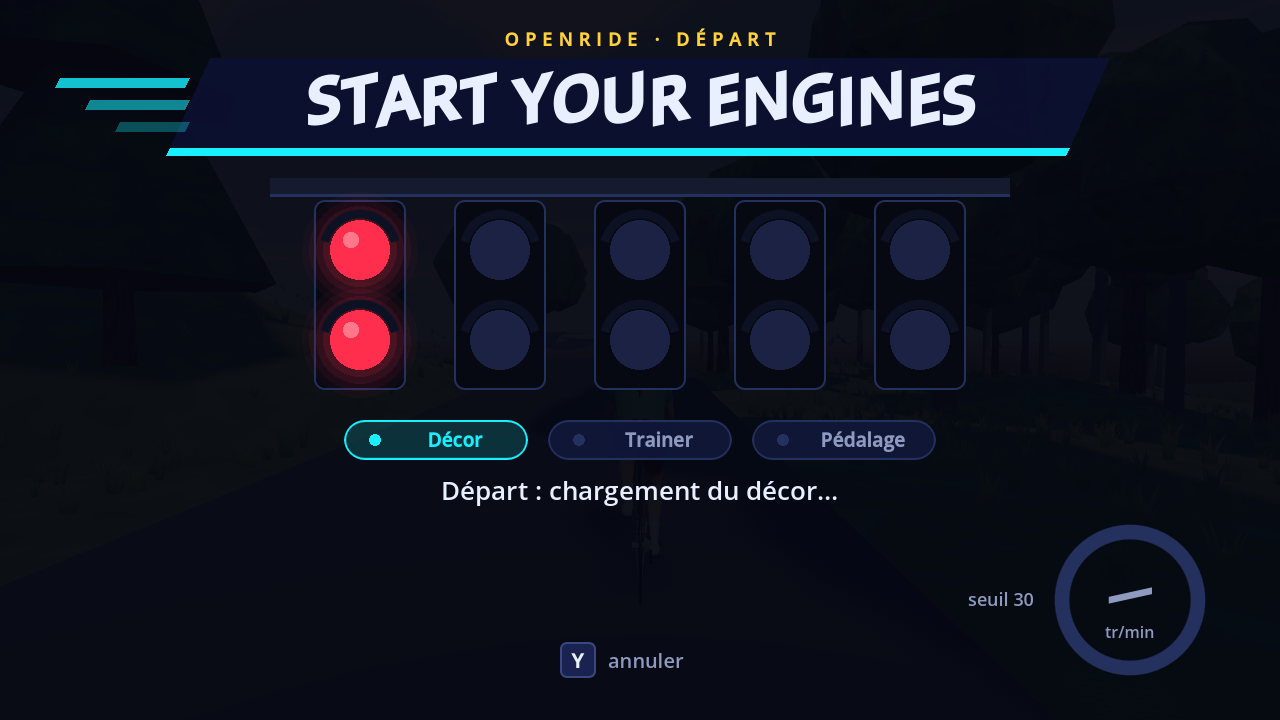 OPENRIDE · DÉPART
START YOUR ENGINES
Décor
Trainer
Pédalage
Départ : chargement du décor...
seuil 30
—
tr/min
Y annuler